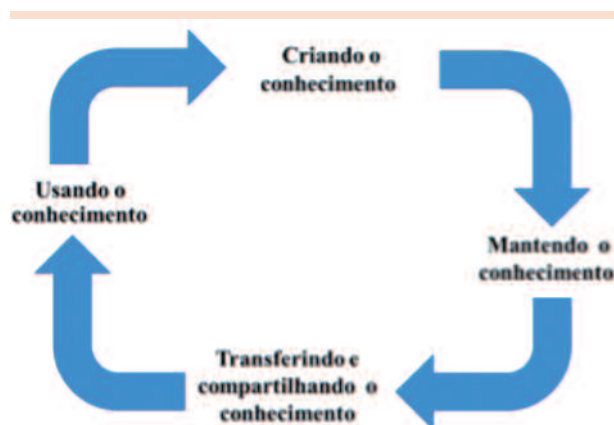 Criando o
conhecimento
Mantendo o
conhecimento
Transferindo e
compartilhando o
conhecimento
Usando o
conhecimento